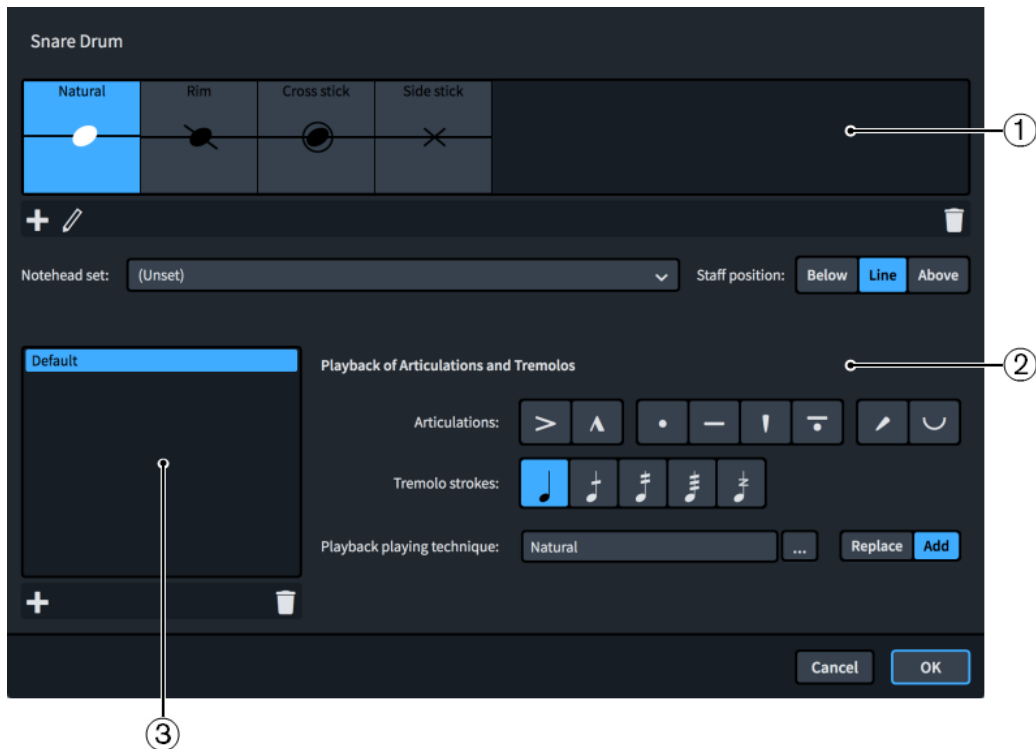 Snare Drum
Natural Rim Cross stick Side stick
1
Notehead set: (Unset) Staff position: Below Line Above
Default
Playback of Articulations and Tremolos
2
Articulations:
Tremolo strokes:
Playback playing technique: Natural ... Replace Add
Cancel OK
3